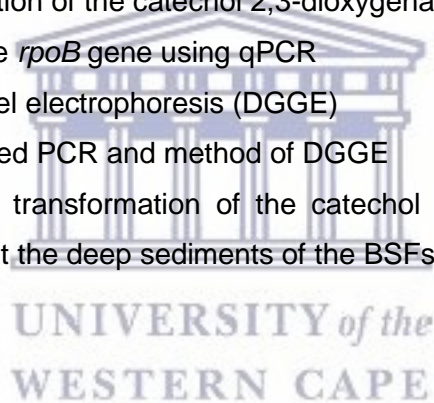 tion of the catechol 2,3-dioxygena
e rpoB gene using qPCR
el electrophoresis (DGGE)
ed PCR and method of DGGE
transformation of the catechol
t the deep sediments of the BSFs
UNIVERSITY of the
WESTERN CAPE